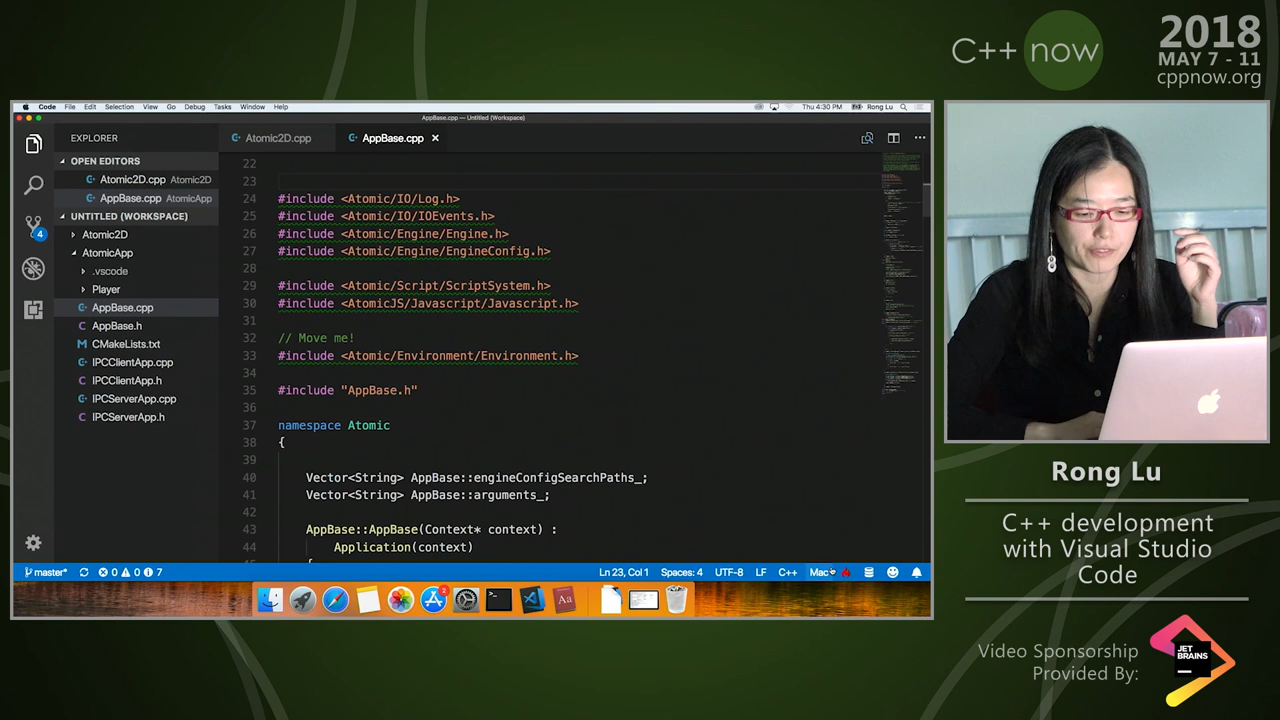 C++ now
2018
MAY 7 - 11
cppnow.org
Code File Edit Selection View Go Debug Tasks Window Help
Thu 4:30 PM Rong Lu
AppBase.cpp — Untitled (Workspace)
EXPLORER
OPEN EDITORS
Atomic2D.cpp Atomic2D
AppBase.cpp AtomicApp
UNTITLED (WORKSPACE)
Atomic2D
AtomicApp
.vscode
Player
AppBase.cpp
AppBase.h
CMakeLists.txt
IPCClientApp.cpp
IPCClientApp.h
IPCServerApp.cpp
IPCServerApp.h
4
Atomic2D.cpp AppBase.cpp
22
23
24 #include <Atomic/IO/Log.h>
25 #include <Atomic/IO/IOEvents.h>
26 #include <Atomic/Engine/Engine.h>
27 #include <Atomic/Engine/EngineConfig.h>
28
29 #include <Atomic/Script/ScriptSystem.h>
30 #include <AtomicJS/Javascript/JavaScript.h>
31
32 // Move me!
33 #include <Atomic/Environment/Environment.h>
34
35 #include "AppBase.h"
36
37 namespace Atomic
38 {
39
40 Vector<String> AppBase::engineConfigSearchPaths_;
41 Vector<String> AppBase::arguments_;
42
43 AppBase::AppBase(Context* context) :
44 Application(context)
master* 0 0 7 Ln 23, Col 1 Spaces: 4 UTF-8 LF C++ Mac
Aa
Rong Lu
C++ development
with Visual Studio
Code
Video Sponsorship
Provided By:
JET
BRAINS